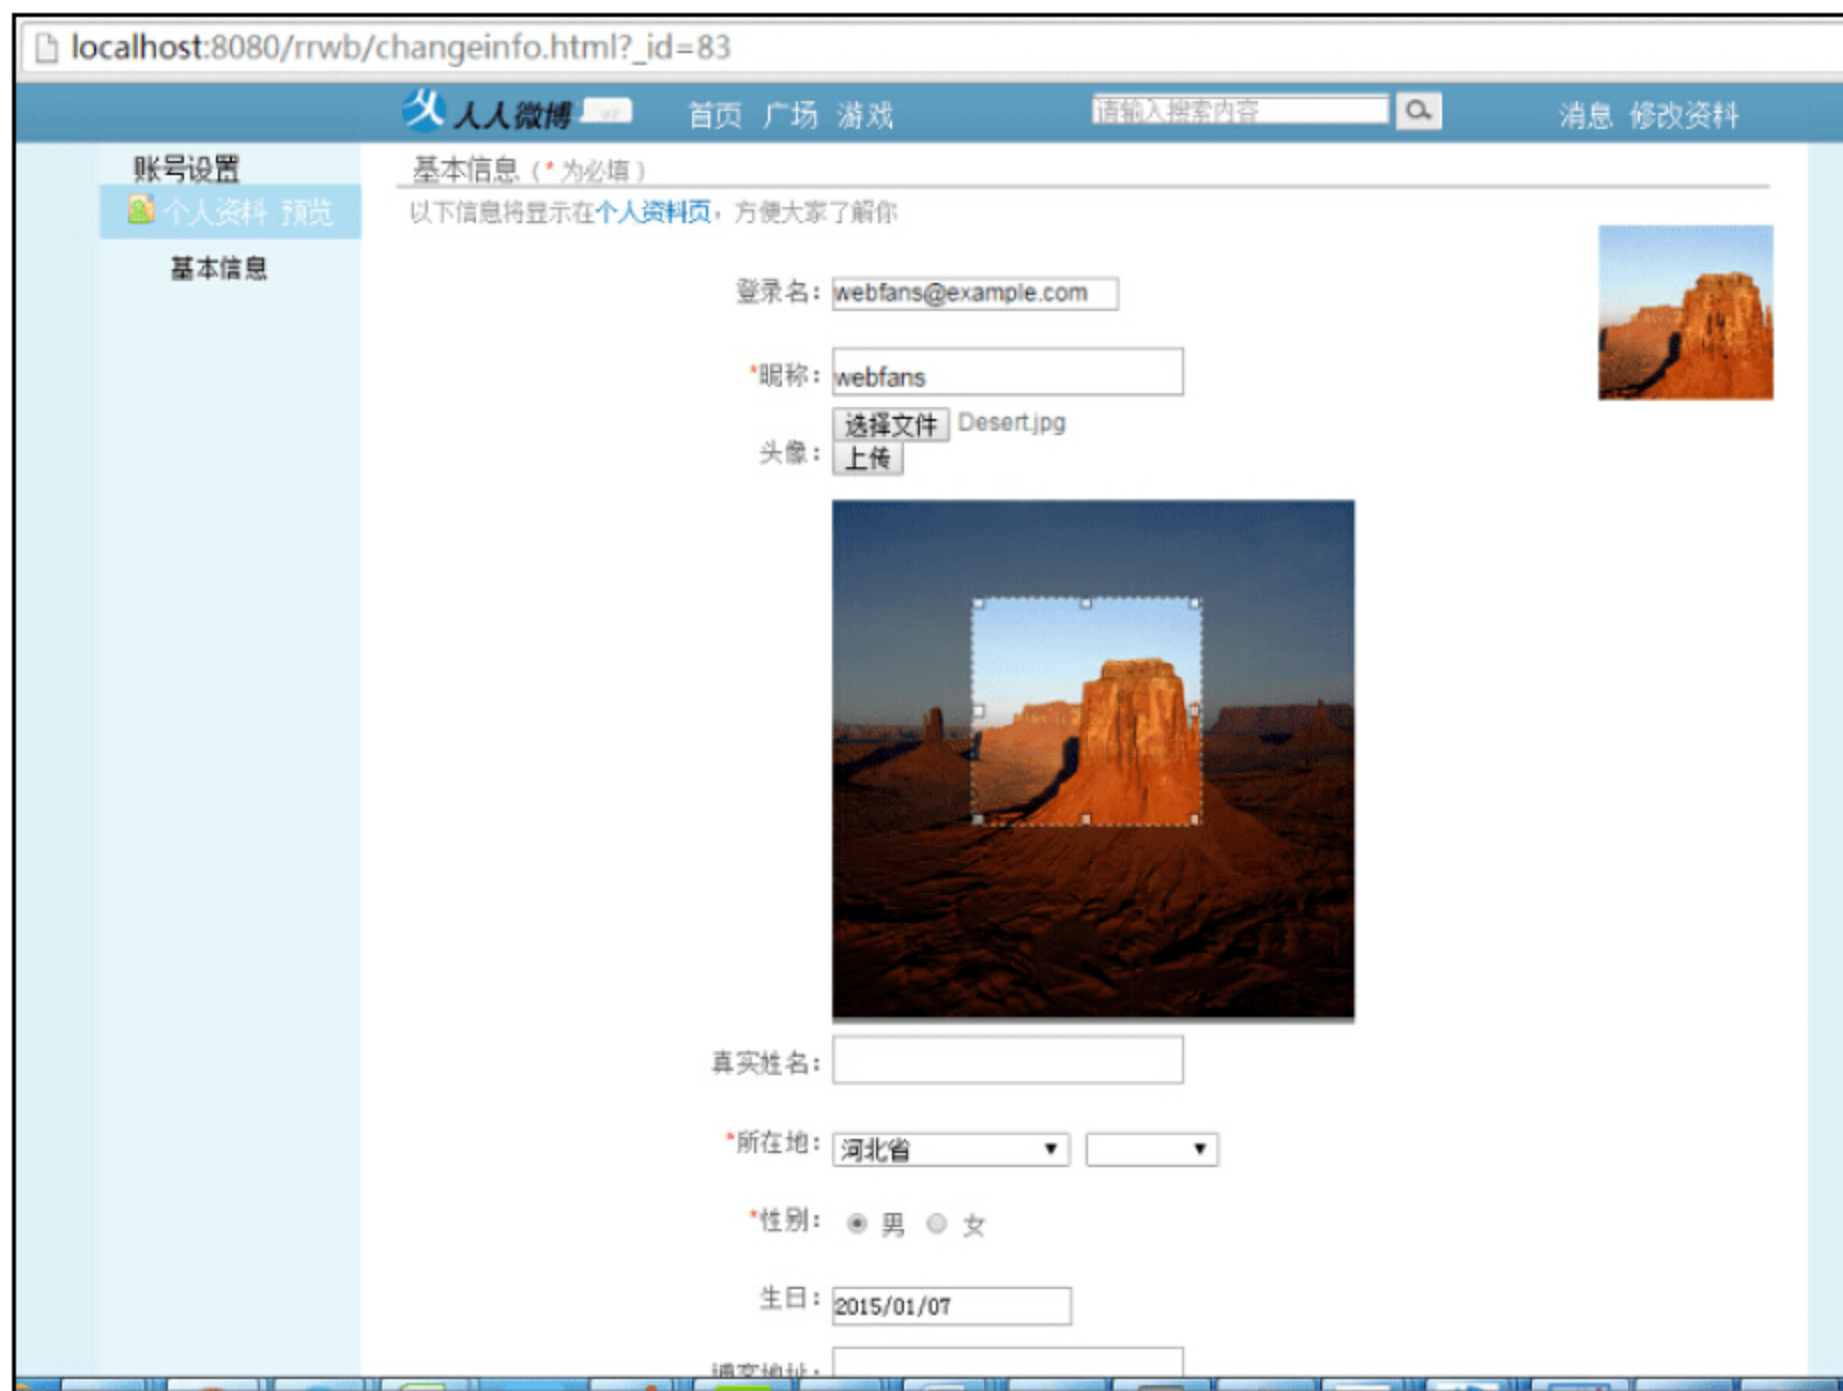 localhost:8080/rrwb/changeinfo.html?_id=83
人人微博 首页 广场 游戏 请输入搜索内容 消息 修改资料
账号设置
个人资料 预览
基本信息
基本信息（* 为必填）
以下信息将显示在个人资料页，方便大家了解你
登录名： webfans@example.com
*昵称： webfans
头像： 选择文件 Desert.jpg
上传
真实姓名：
*所在地： 河北省
*性别： 男 女
生日： 2015/01/07
博客地址：